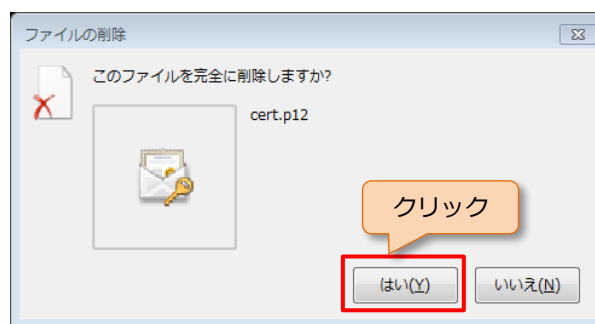 ファイルの削除
このファイルを完全に削除しますか?
cert.p12
クリック
はい(Y)
いいえ(N)